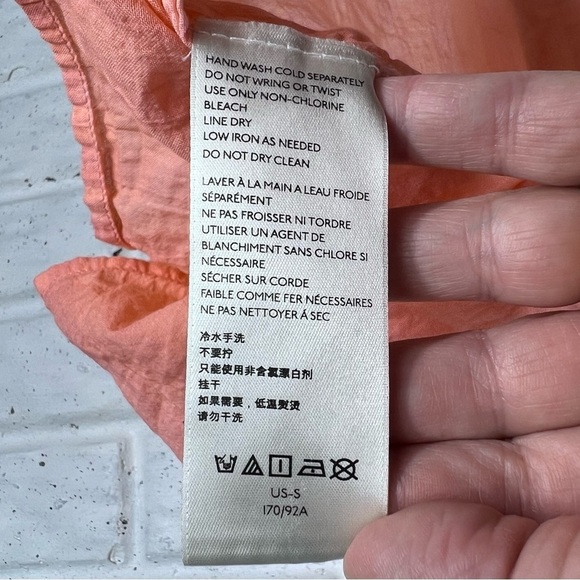 HAND WASH COLD SEPARATELY
DO NOT WRING OR TWIST
USE ONLY NON-CHLORINE
BLEACH
LINE DRY
LOW IRON AS NEEDED
DO NOT DRY CLEAN
LAVER À LA MAIN A LEAU FROIDE
SÉPARÉMENT
NE PAS FROISSER NI TORDRE
UTILISER UN AGENT DE
BLANCHIMENT SANS CHLORE SI
NÉCESSAIRE
SÉCHER SUR CORDE
FAIBLE COMME FER NÉCESSAIRES
NE PAS NETTOYER Á SEC
冷水手洗
不要拧
只能使用非含氯漂白剂
挂干
如果需要，低温熨烫
请勿干洗
US-S
170/92A